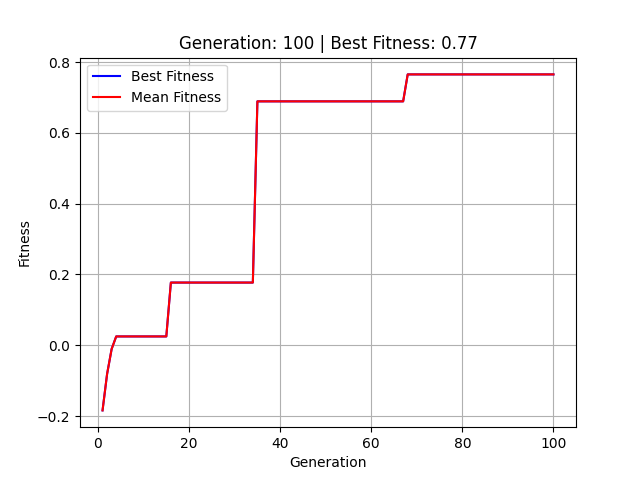 Generation: 100 | Best Fitness: 0.77
Best Fitness
Mean Fitness
0.8
0.6
0.4
0.2
0.0
−0.2
Fitness
0 20 40 60 80 100
Generation